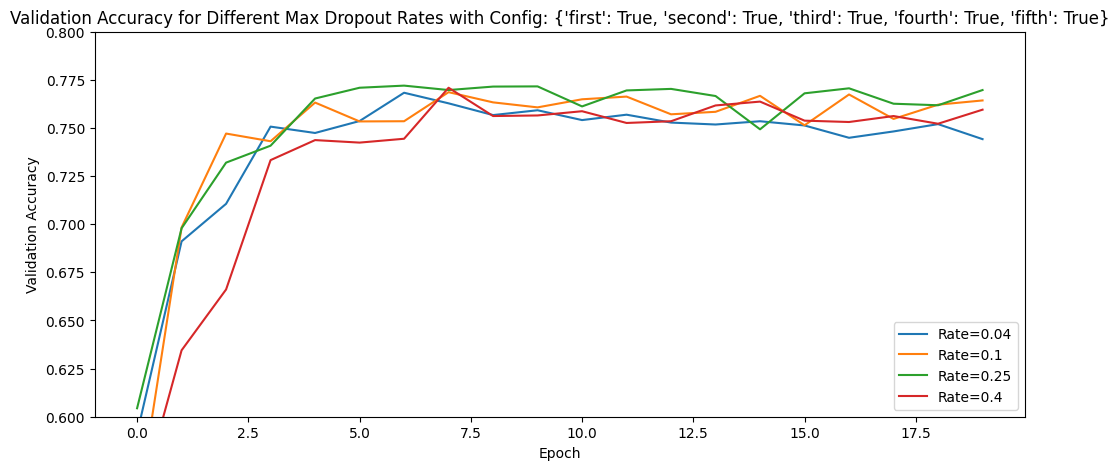 Validation Accuracy for Different Max Dropout Rates with Config: {'first': True, 'second': True, 'third': True, 'fourth': True, 'fifth': True}
Validation Accuracy
0.800
0.775
0.750
0.725
0.700
0.675
0.650
0.625
0.600
Rate=0.04
Rate=0.1
Rate=0.25
Rate=0.4
0.0 2.5 5.0 7.5 10.0 12.5 15.0 17.5
Epoch